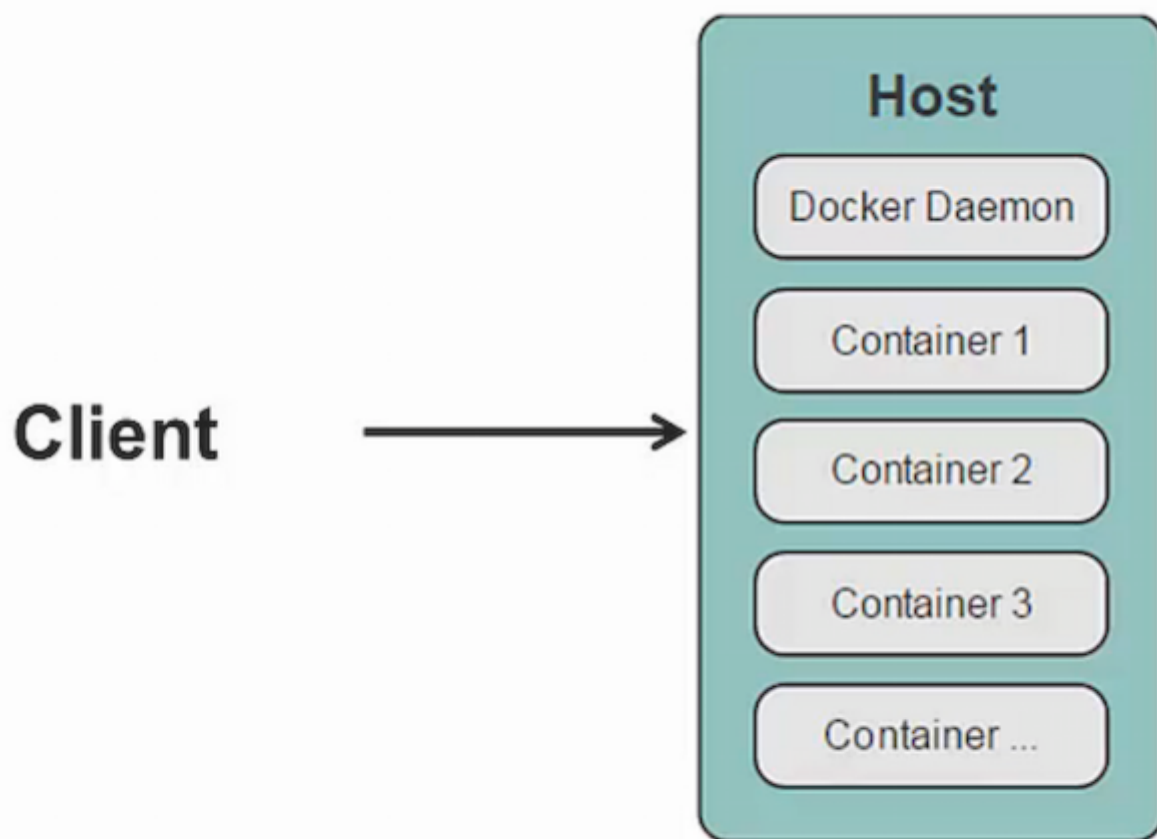 Host
Docker Daemon
Container 1
Client
Container 2
Container 3
Container ...